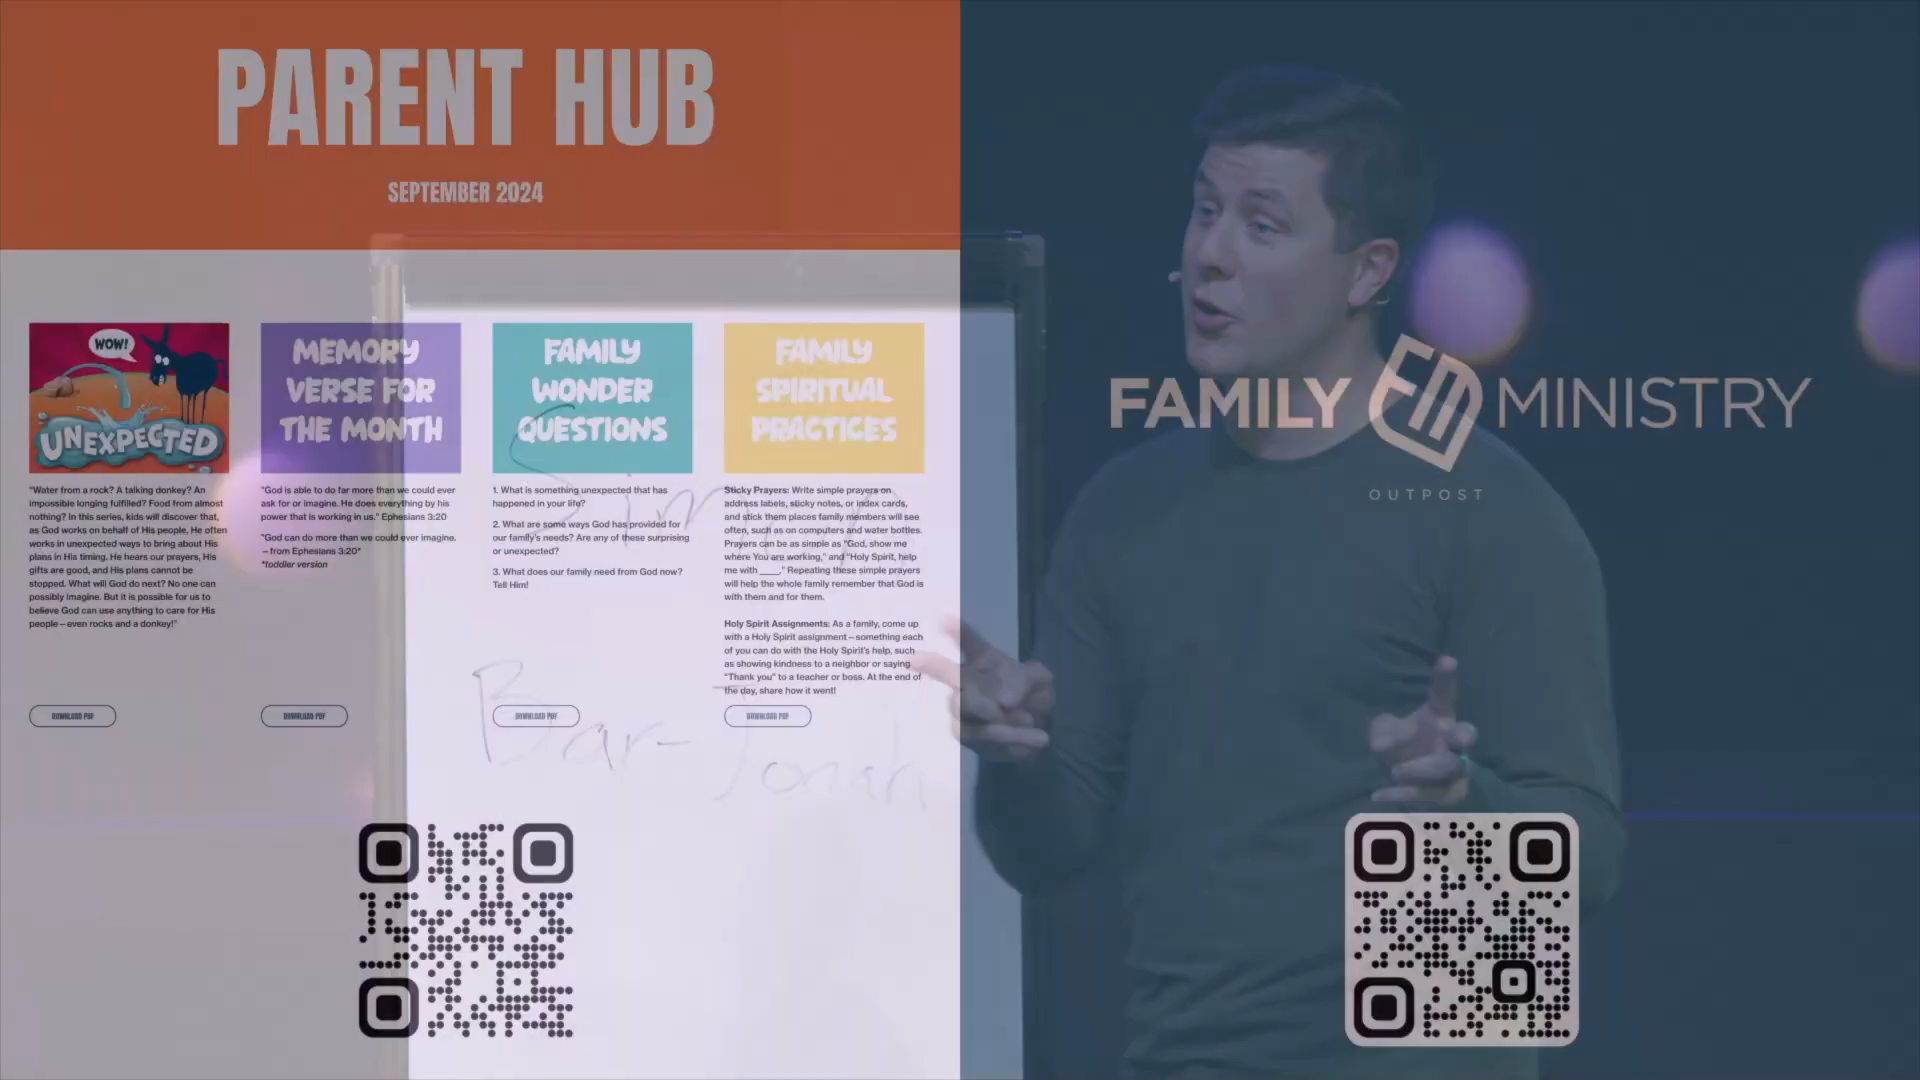 PARENT HUB
SEPTEMBER 2024
WOW!
UNEXPECTED
"Water from a rock? A talking donkey? An
impossible longing fulfilled? Food from almost
nothing? In this series, kids will discover that,
as God works on behalf of His people, He often
works in unexpected ways to bring about His
plans in His timing. He hears our prayers, His
gifts are good, and His plans cannot be
stopped. What will God do next? No one can
possibly imagine. But it is possible for us to
believe God can use anything to care for His
people—even rocks and a donkey!"
DOWNLOAD PDF
MEMORY
VERSE FOR
THE MONTH
"God is able to do far more than we could ever
ask for or imagine. He does everything by his
power that is working in us." Ephesians 3:20
"God can do more than we could ever imagine.
– from Ephesians 3:20*
*toddler version
DOWNLOAD PDF
FAMILY
WONDER
QUESTIONS
1. What is something unexpected that has
happened in your life?
2. What are some ways God has provided for
our family's needs? Are any of these surprising
or unexpected?
3. What does our family need from God now?
Tell Him!
DOWNLOAD PDF
FAMILY
SPIRITUAL
PRACTICES
Sticky Prayers: Write simple prayers on
address labels, sticky notes, or index cards,
and stick them places family members will see
often, such as on computers and water bottles.
Prayers can be as simple as "God, show me
where You are working," and "Holy Spirit, help
me with ____." Repeating these simple prayers
will help the whole family remember that God is
with them and for them.
Holy Spirit Assignments: As a family, come up
with a Holy Spirit assignment—something each
of you can do with the Holy Spirit's help, such
as showing kindness to a neighbor or saying
"Thank you" to a teacher or boss. At the end of
the day, share how it went!
DOWNLOAD PDF
Bar-Jonah
FAMILY FM MINISTRY
OUTPOST